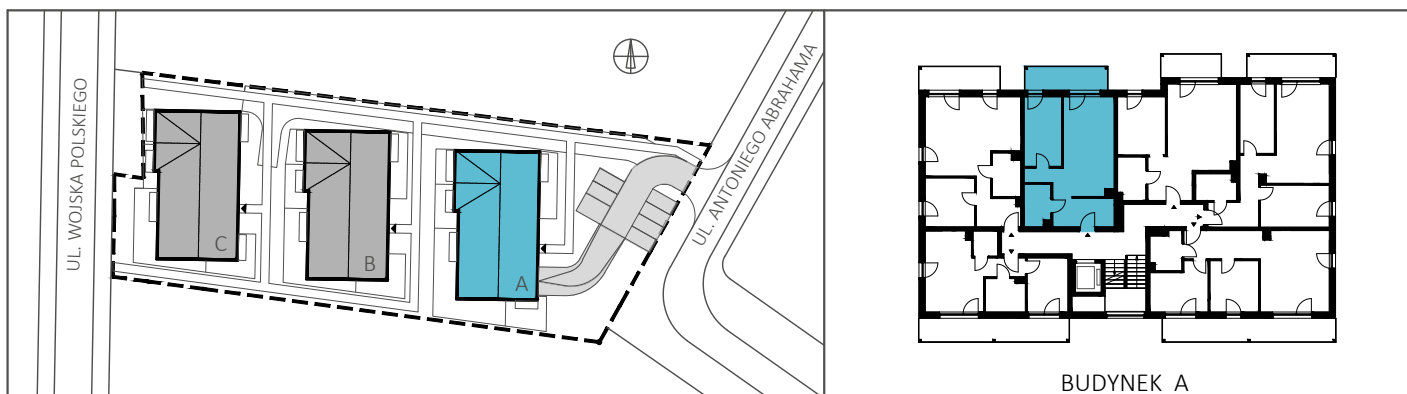 UL. WOJSKA POLSKIEGO
C
B
A
UL. ANTONIEGO ABRAHAMA
BUDYNEK A